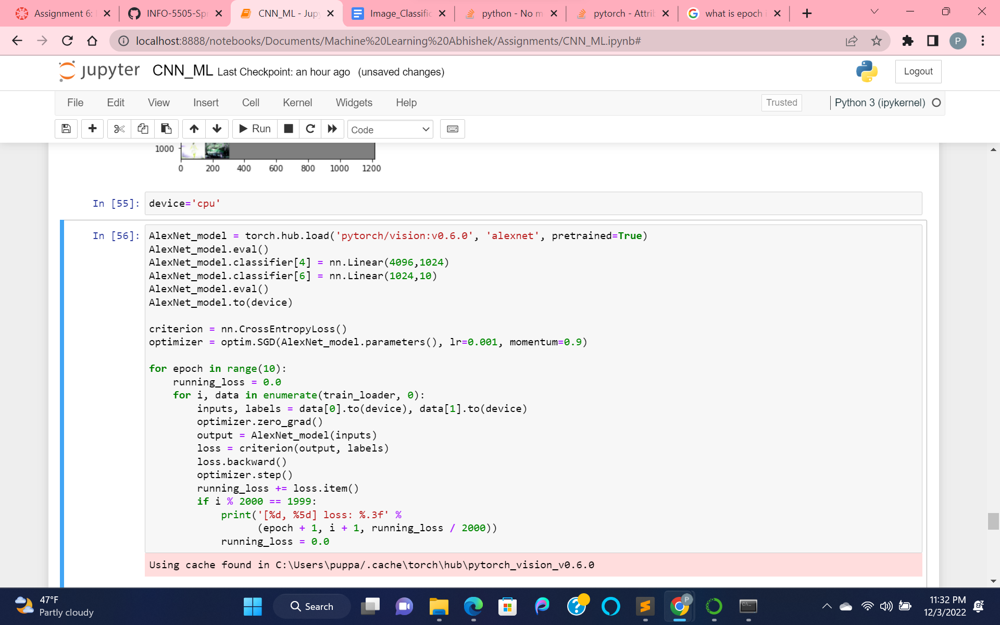 Assignment 6:
INFO-5505-Sp
CNN_ML - Jup
Image_Classific
python - No m
pytorch - Attri
what is epoch
localhost:8888/notebooks/Documents/Machine%20Learning%20Abhishek/Assignments/CNN_ML.ipynb#
P
jupyter CNN_ML Last Checkpoint: an hour ago (unsaved changes)
Logout
File Edit View Insert Cell Kernel Widgets Help
Trusted
Python 3 (ipykernel)
Run
Code
1000
0 200 400 600 800 1000 1200
In [55]: device='cpu'
In [56]: AlexNet_model = torch.hub.load('pytorch/vision:v0.6.0', 'alexnet', pretrained=True)
AlexNet_model.eval()
AlexNet_model.classifier[4] = nn.Linear(4096,1024)
AlexNet_model.classifier[6] = nn.Linear(1024,10)
AlexNet_model.eval()
AlexNet_model.to(device)
criterion = nn.CrossEntropyLoss()
optimizer = optim.SGD(AlexNet_model.parameters(), lr=0.001, momentum=0.9)
for epoch in range(10):
running_loss = 0.0
for i, data in enumerate(train_loader, 0):
inputs, labels = data[0].to(device), data[1].to(device)
optimizer.zero_grad()
output = AlexNet_model(inputs)
loss = criterion(output, labels)
loss.backward()
optimizer.step()
running_loss += loss.item()
if i % 2000 == 1999:
print('[%d, %5d] loss: %.3f' %
(epoch + 1, i + 1, running_loss / 2000))
running_loss = 0.0
Using cache found in C:\Users\puppa/.cache\torch\hub\pytorch_vision_v0.6.0
47°F
Partly cloudy
Search
P
11:32 PM
12/3/2022